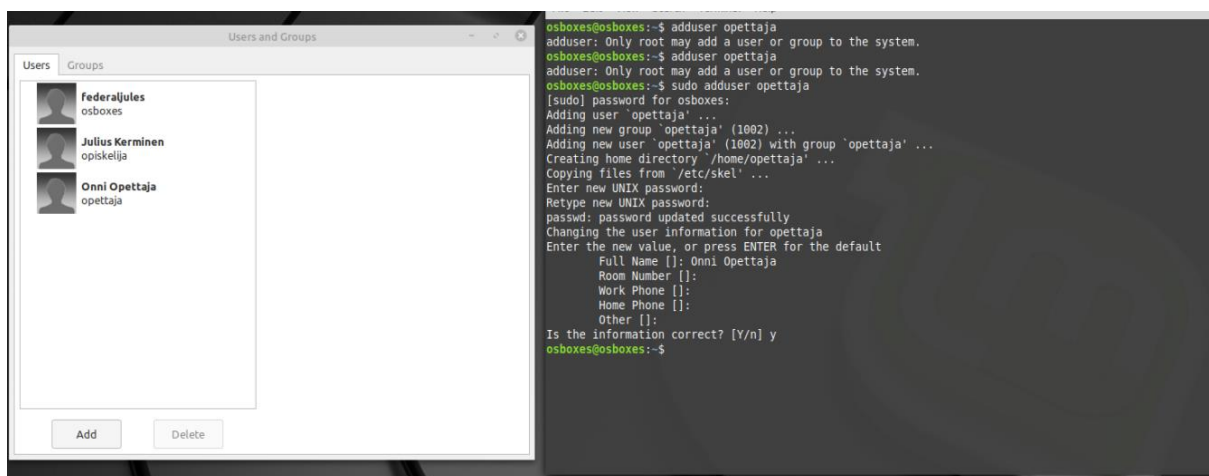 Users and Groups
Users Groups
federaljules
osboxes
Julius Kerminen
opiskelija
Onni Opettaja
opettaja
Add Delete
osboxes@osboxes:~$ adduser opettaja
adduser: Only root may add a user or group to the system.
osboxes@osboxes:~$ adduser opettaja
adduser: Only root may add a user or group to the system.
osboxes@osboxes:~$ sudo adduser opettaja
[sudo] password for osboxes:
Adding user `opettaja' ...
Adding new group `opettaja' (1002) ...
Adding new user `opettaja' (1002) with group `opettaja' ...
Creating home directory `/home/opettaja' ...
Copying files from `/etc/skel' ...
Enter new UNIX password:
Retype new UNIX password:
passwd: password updated successfully
Changing the user information for opettaja
Enter the new value, or press ENTER for the default
Full Name []: Onni Opettaja
Room Number []:
Work Phone []:
Home Phone []:
Other []:
Is the information correct? [Y/n] y
osboxes@osboxes:~$